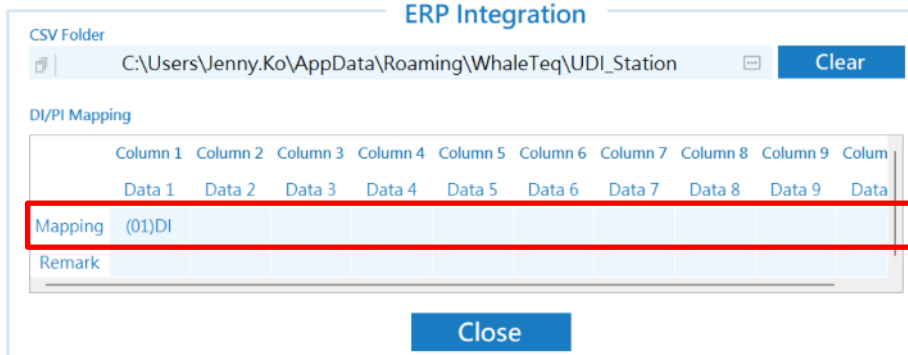 ERP Integration
CSV Folder
C:\Users\Jenny.Ko\AppData\Roaming\WhaleTeq\UDI_Station
Clear
DI/PI Mapping
Column 1 Column 2 Column 3 Column 4 Column 5 Column 6 Column 7 Column 8 Column 9 Colum
Data 1 Data 2 Data 3 Data 4 Data 5 Data 6 Data 7 Data 8 Data 9 Data
Mapping (01)DI
Remark
Close